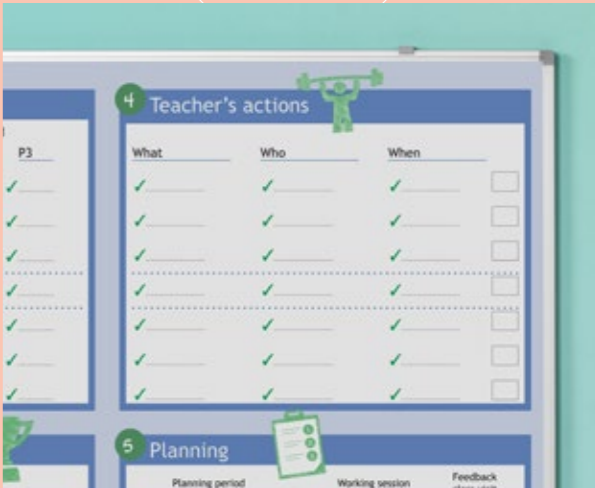 4 Teacher's actions
P3
What Who When
5 Planning
Planning period Working session Feedback